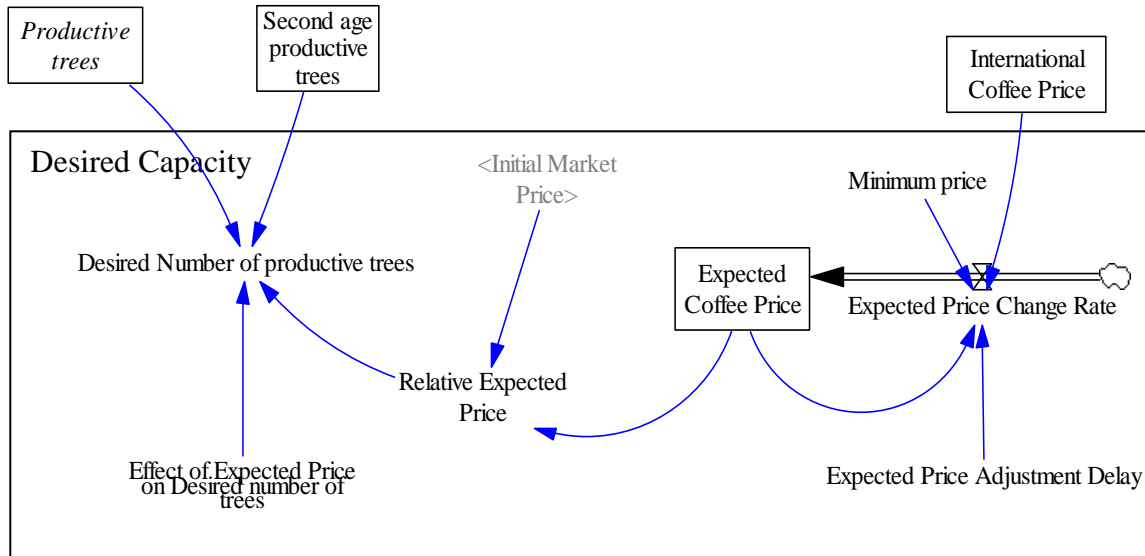 Productive
trees
Second age
productive
trees
International
Coffee Price
Desired Capacity
<Initial Market
Price>
Minimum price
Desired Number of productive trees
Expected
Coffee Price
Expected Price Change Rate
Relative Expected
Price
Effect of Expected Price
on Desired number of
trees
Expected Price Adjustment Delay